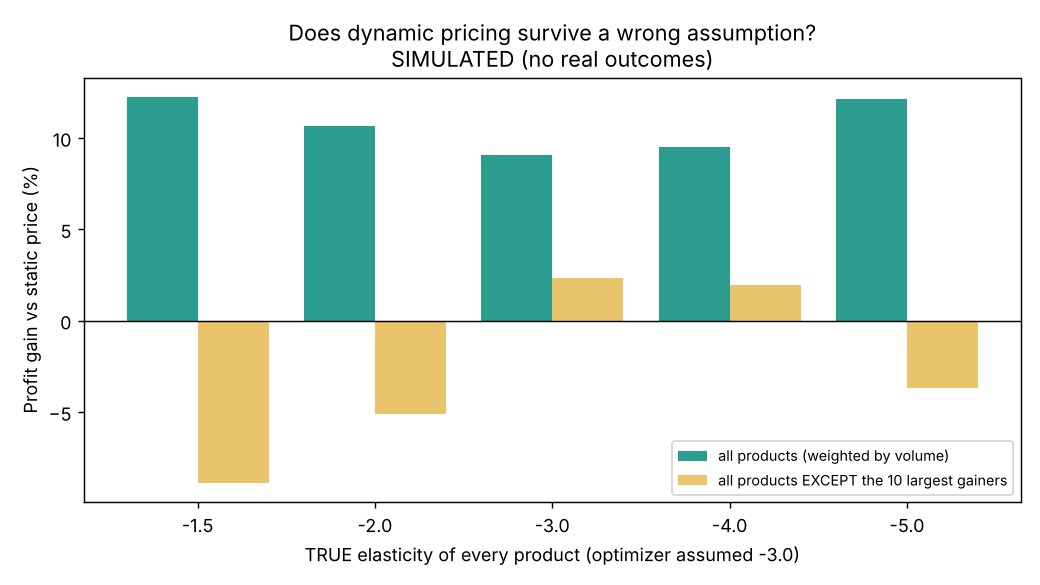 Does dynamic pricing survive a wrong assumption?
SIMULATED (no real outcomes)
Profit gain vs static price (%)
10
5
0
−5
all products (weighted by volume)
all products EXCEPT the 10 largest gainers
-1.5
-2.0
-3.0
-4.0
-5.0
TRUE elasticity of every product (optimizer assumed -3.0)